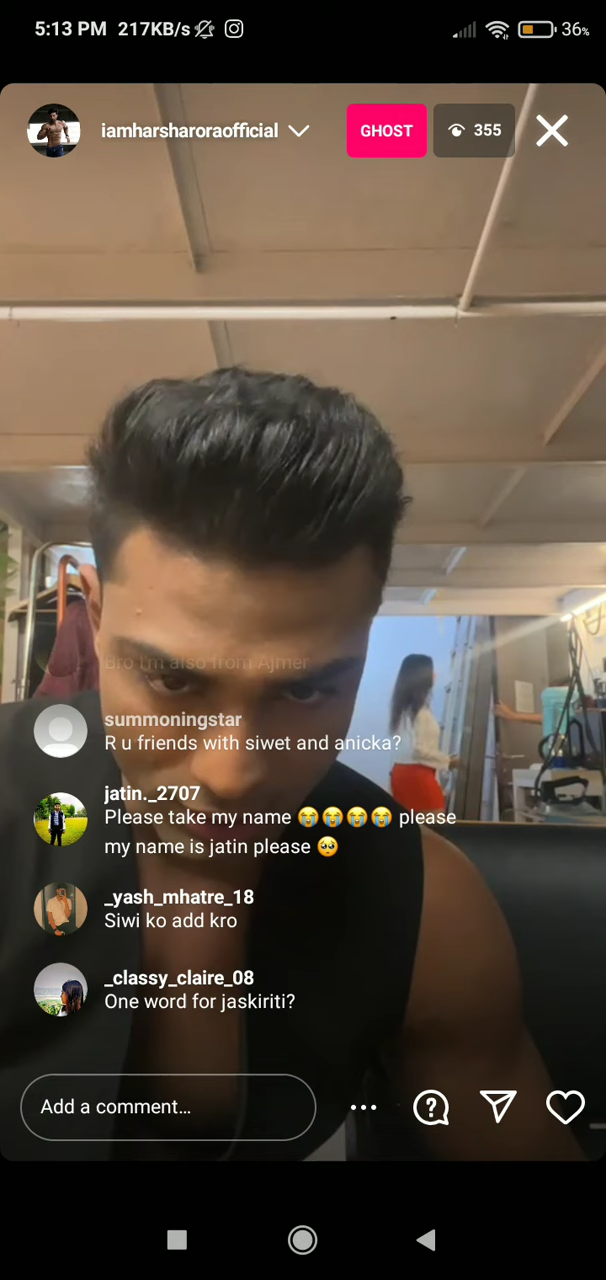 5:13 PM 217KB/s 36%
iamharsharoraofficial GHOST 355
Bro I'm also from Ajmer
summoningstar
R u friends with siwet and anicka?
jatin._2707
Please take my name 😭😭😭😭 please
my name is jatin please 🥺
_yash_mhatre_18
Siwi ko add kro
_classy_claire_08
One word for jaskiriti?
Add a comment...